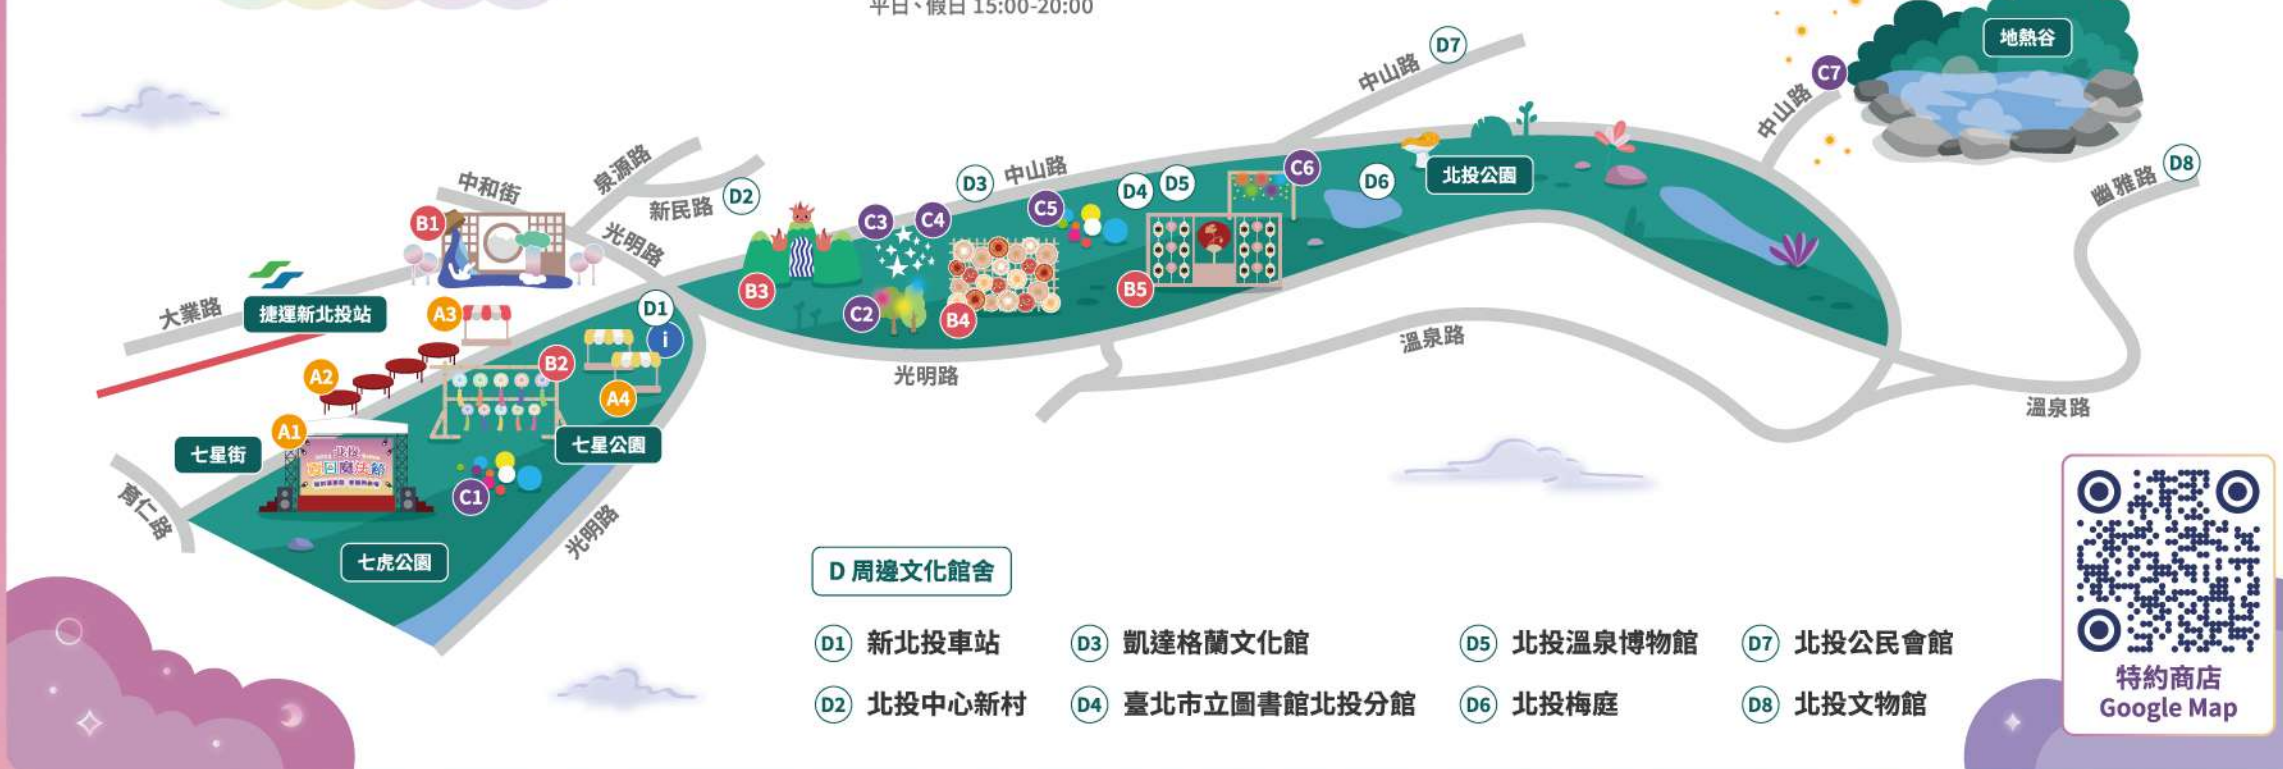 平日、假日 15:00-20:00
D7
地熱谷
中山路
C7
中山路
泉源路
中和街
D2
新民路
D3
中山路
C6
D4
D5
D6
北投公園
幽雅路
D8
B1
光明路
C3
C4
C5
大業路
捷運新北投站
A3
D1
i
B3
C2
B4
B5
光明路
溫泉路
溫泉路
A2
B2
A4
A1
七星街
七星公園
北投
夏日魔法節
C1
育仁路
光明路
七虎公園
D 周邊文化館舍
D1 新北投車站
D3 凱達格蘭文化館
D5 北投溫泉博物館
D7 北投公民會館
D2 北投中心新村
D4 臺北市立圖書館北投分館
D6 北投梅庭
D8 北投文物館
特約商店
Google Map